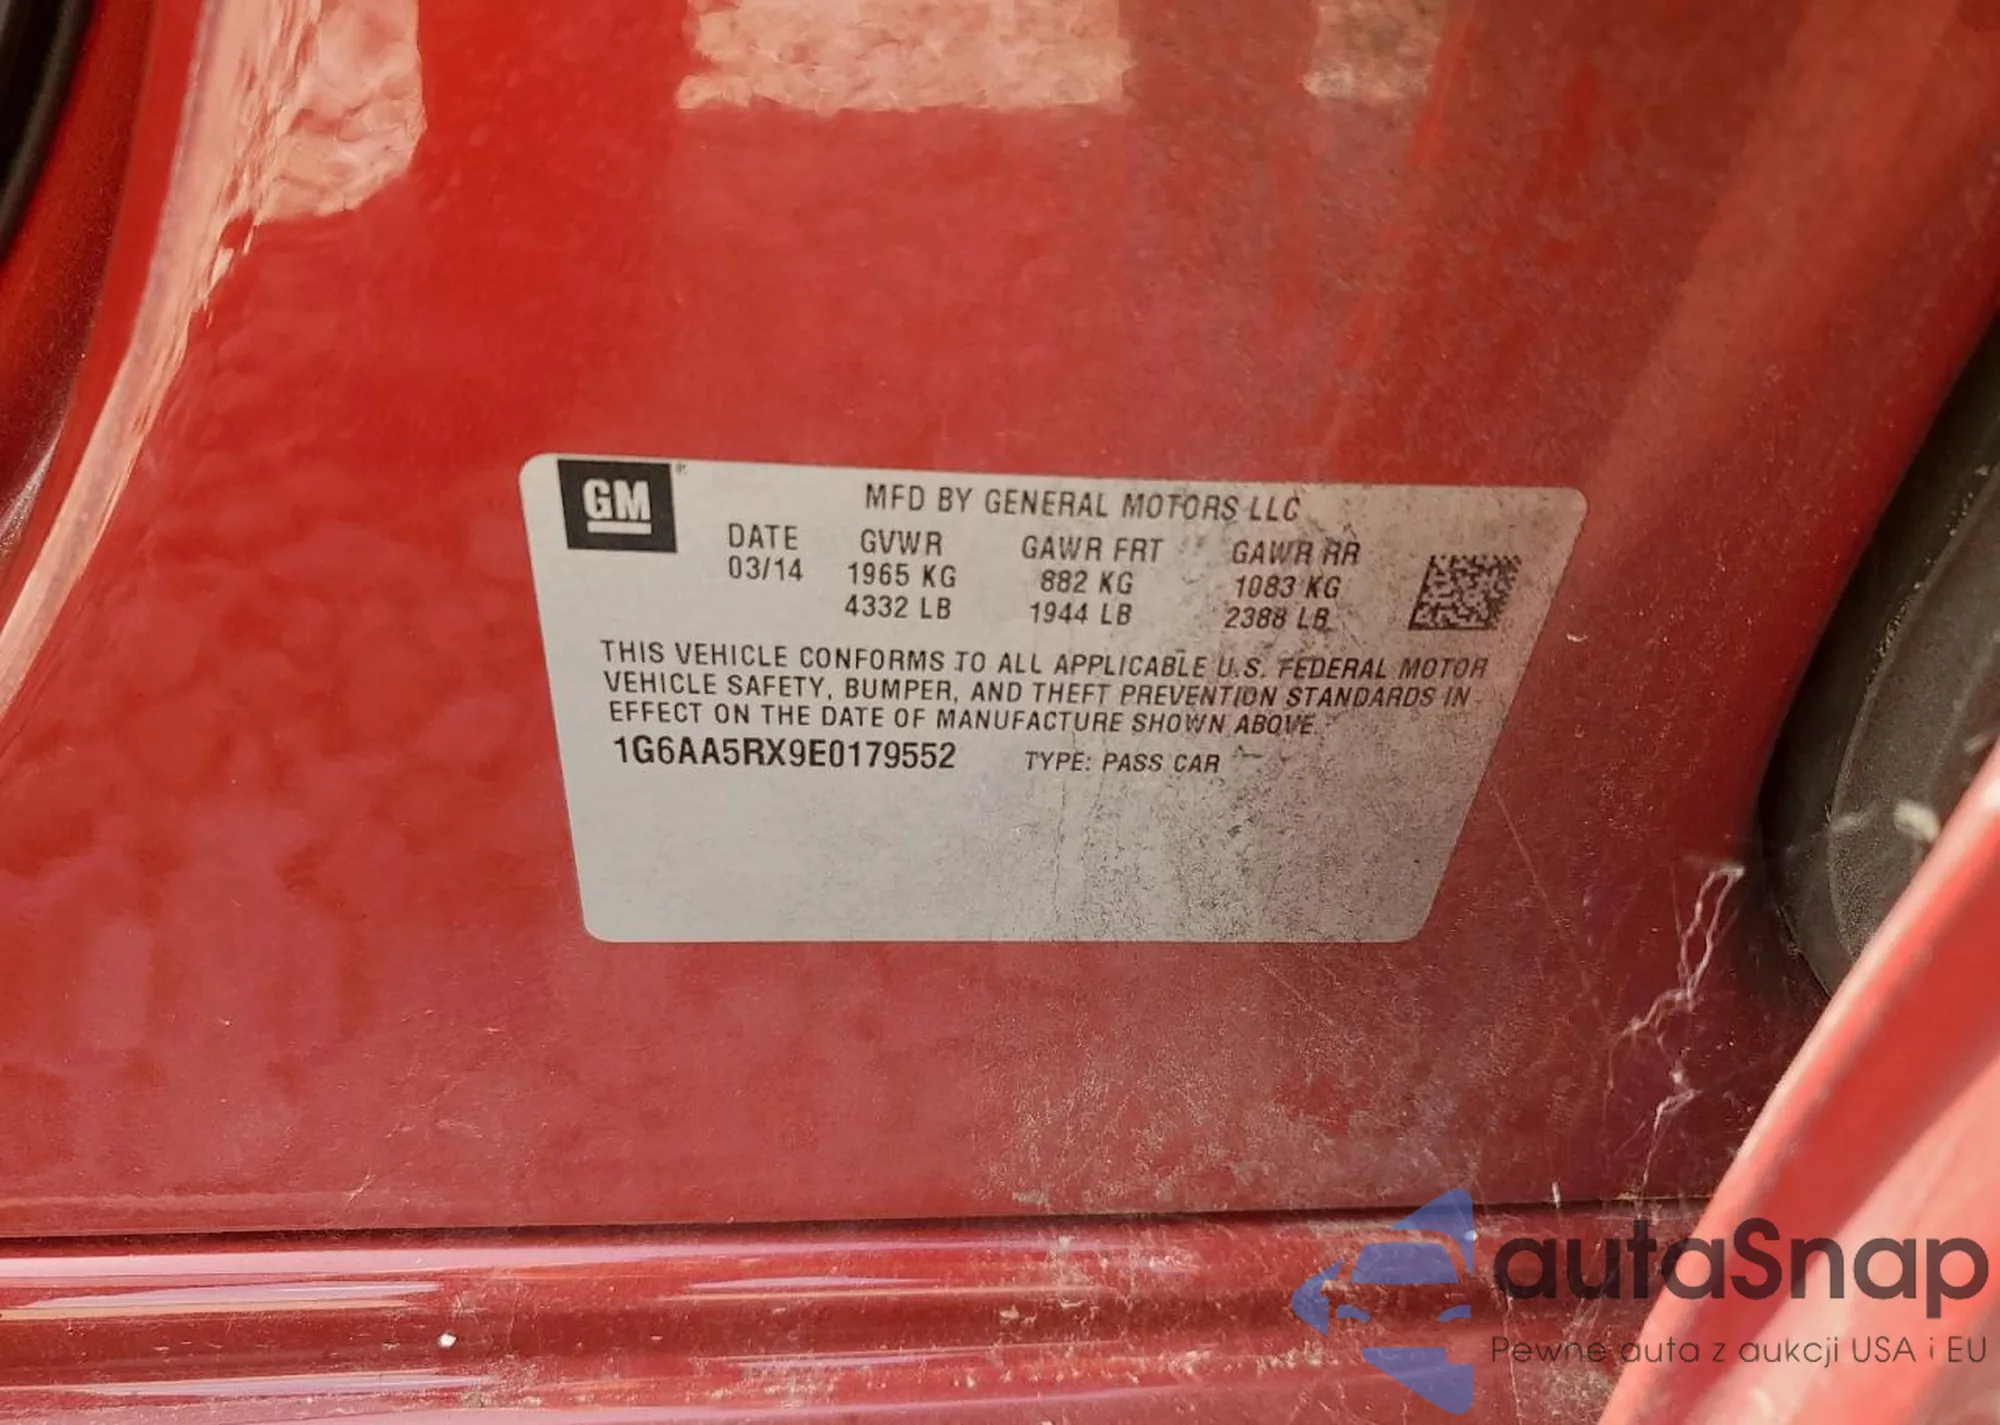 GM
MFD BY GENERAL MOTORS LLC
DATE GVWR GAWR FRT GAWR RR
03/14 1965 KG 882 KG 1083 KG
4332 LB 1944 LB 2388 LB
THIS VEHICLE CONFORMS TO ALL APPLICABLE U.S. FEDERAL MOTOR
VEHICLE SAFETY, BUMPER, AND THEFT PREVENTION STANDARDS IN
EFFECT ON THE DATE OF MANUFACTURE SHOWN ABOVE.
1G6AA5RX9E0179552 TYPE: PASS CAR
autaSnap
Pewne auta z aukcji USA i EU